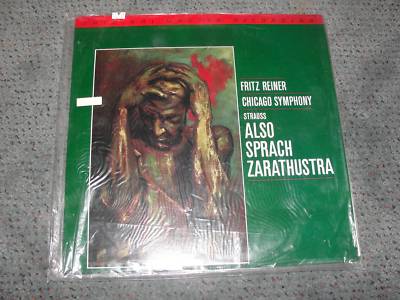 FRITZ REINER
CHICAGO SYMPHONY
STRAUSS
ALSO
SPRACH
ZARATHUSTRA